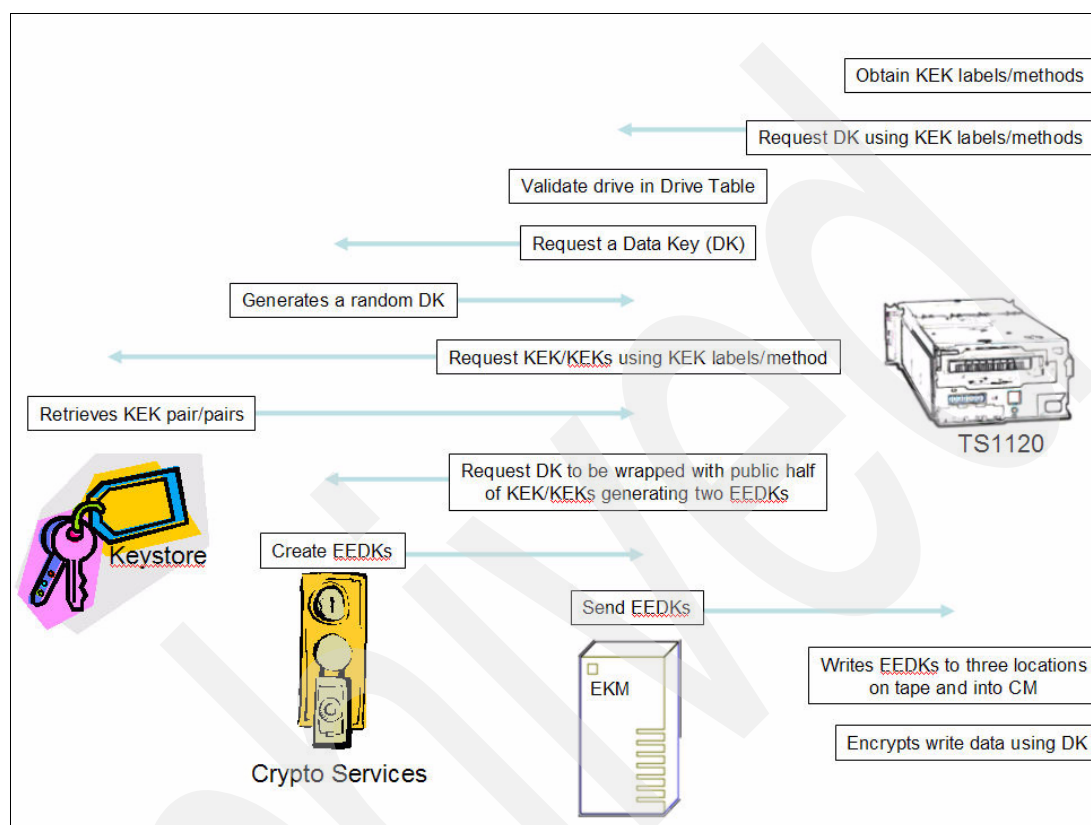 Obtain KEK labels/methods
Request DK using KEK labels/methods
Validate drive in Drive Table
Request a Data Key (DK)
Generates a random DK
Request KEK/KEKs using KEK labels/method
Retrieves KEK pair/pairs
TS1120
Request DK to be wrapped with public half
of KEK/KEKs generating two EEDKs
Keystore
Create EEDKs
Send EEDKs
Writes EEDKs to three locations
on tape and into CM
EKM
Encrypts write data using DK
Crypto Services
hived